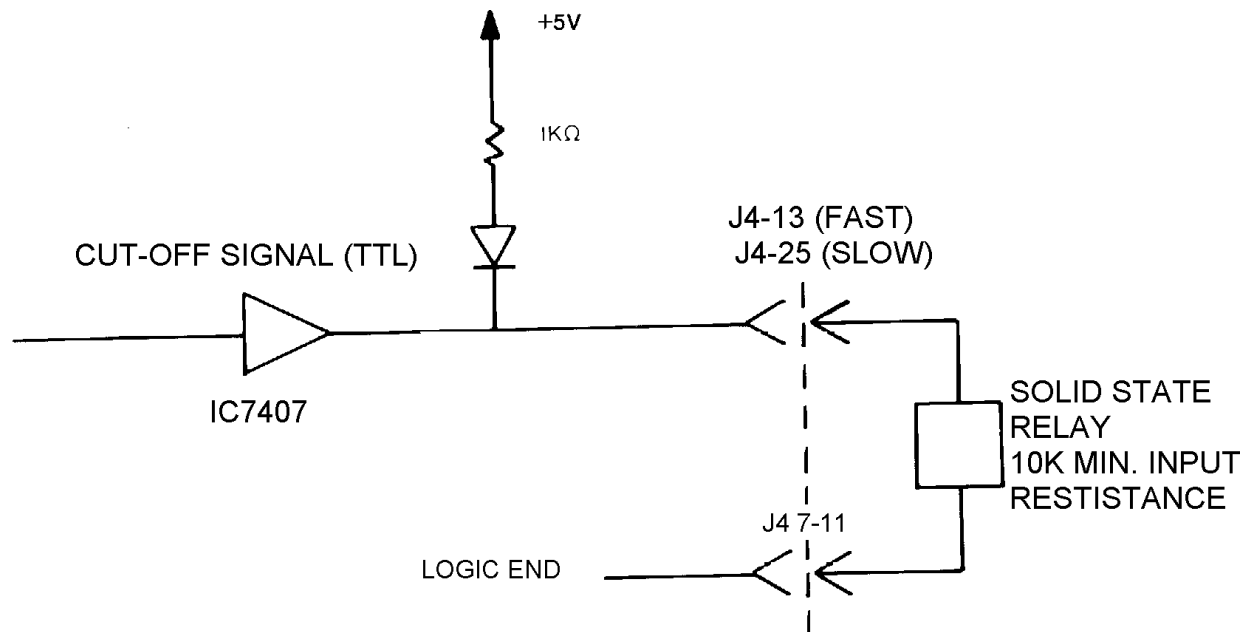 +5V
1KΩ
J4-13 (FAST)
J4-25 (SLOW)
CUT-OFF SIGNAL (TTL)
IC7407
SOLID STATE
RELAY
10K MIN. INPUT
RESTISTANCE
J4 7-11
LOGIC END